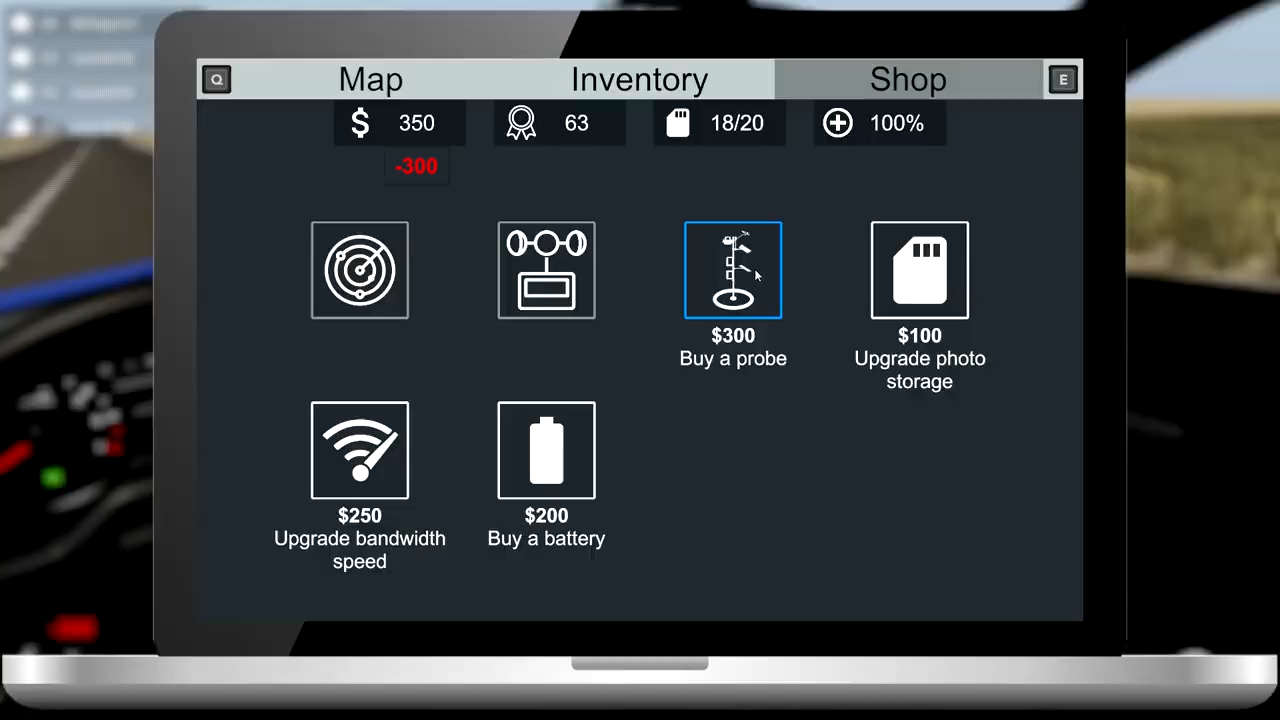 Q
Map
Inventory
Shop
E
$ 350
63
18/20
100%
-300
$300
Buy a probe
$100
Upgrade photo
storage
$250
Upgrade bandwidth
speed
$200
Buy a battery